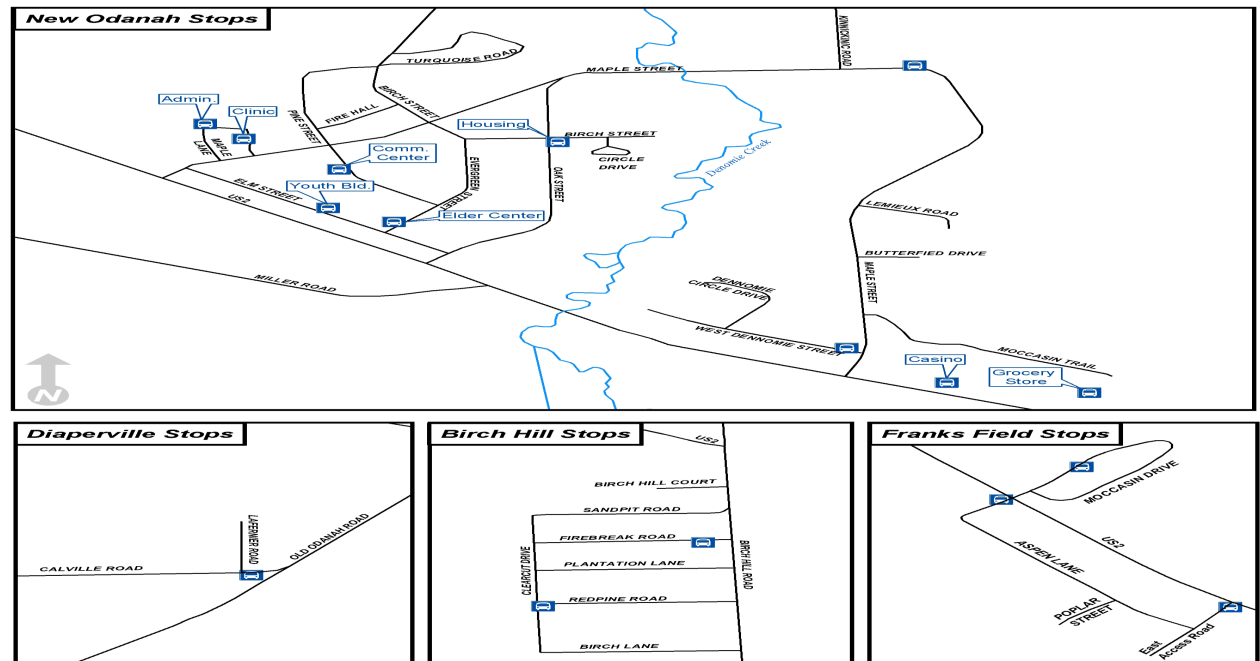 New Odanah Stops
TURQUOISE ROAD
KINNICKINIC ROAD
MAPLE STREET
Admin.
Clinic
PINE STREET
FIRE HALL
BIRCH STREET
Housing
BIRCH STREET
MAPLE
LANE
Comm.
Center
CIRCLE
DRIVE
EVERGREEN
STREET
OAK STREET
Denomie Creek
ELM STREET
Youth Bld.
US2
Elder Center
LEMIEUX ROAD
BUTTERFIED DRIVE
MAPLE STREET
MILLER ROAD
DENNOMIE
CIRCLE DRIVE
WEST DENNOMIE STREET
MOCCASIN TRAIL
Casino
Grocery
Store
N
Diaperville Stops
LAFERNIER ROAD
OLD ODANAH ROAD
CALVILLE ROAD
Birch Hill Stops
US2
BIRCH HILL COURT
SANDPIT ROAD
FIREBREAK ROAD
PLANTATION LANE
CLEARCUT DRIVE
BIRCH HILL ROAD
REDPINE ROAD
BIRCH LANE
Franks Field Stops
MOCCASIN DRIVE
US2
ASPEN LANE
POPLAR
STREET
East
Access Road